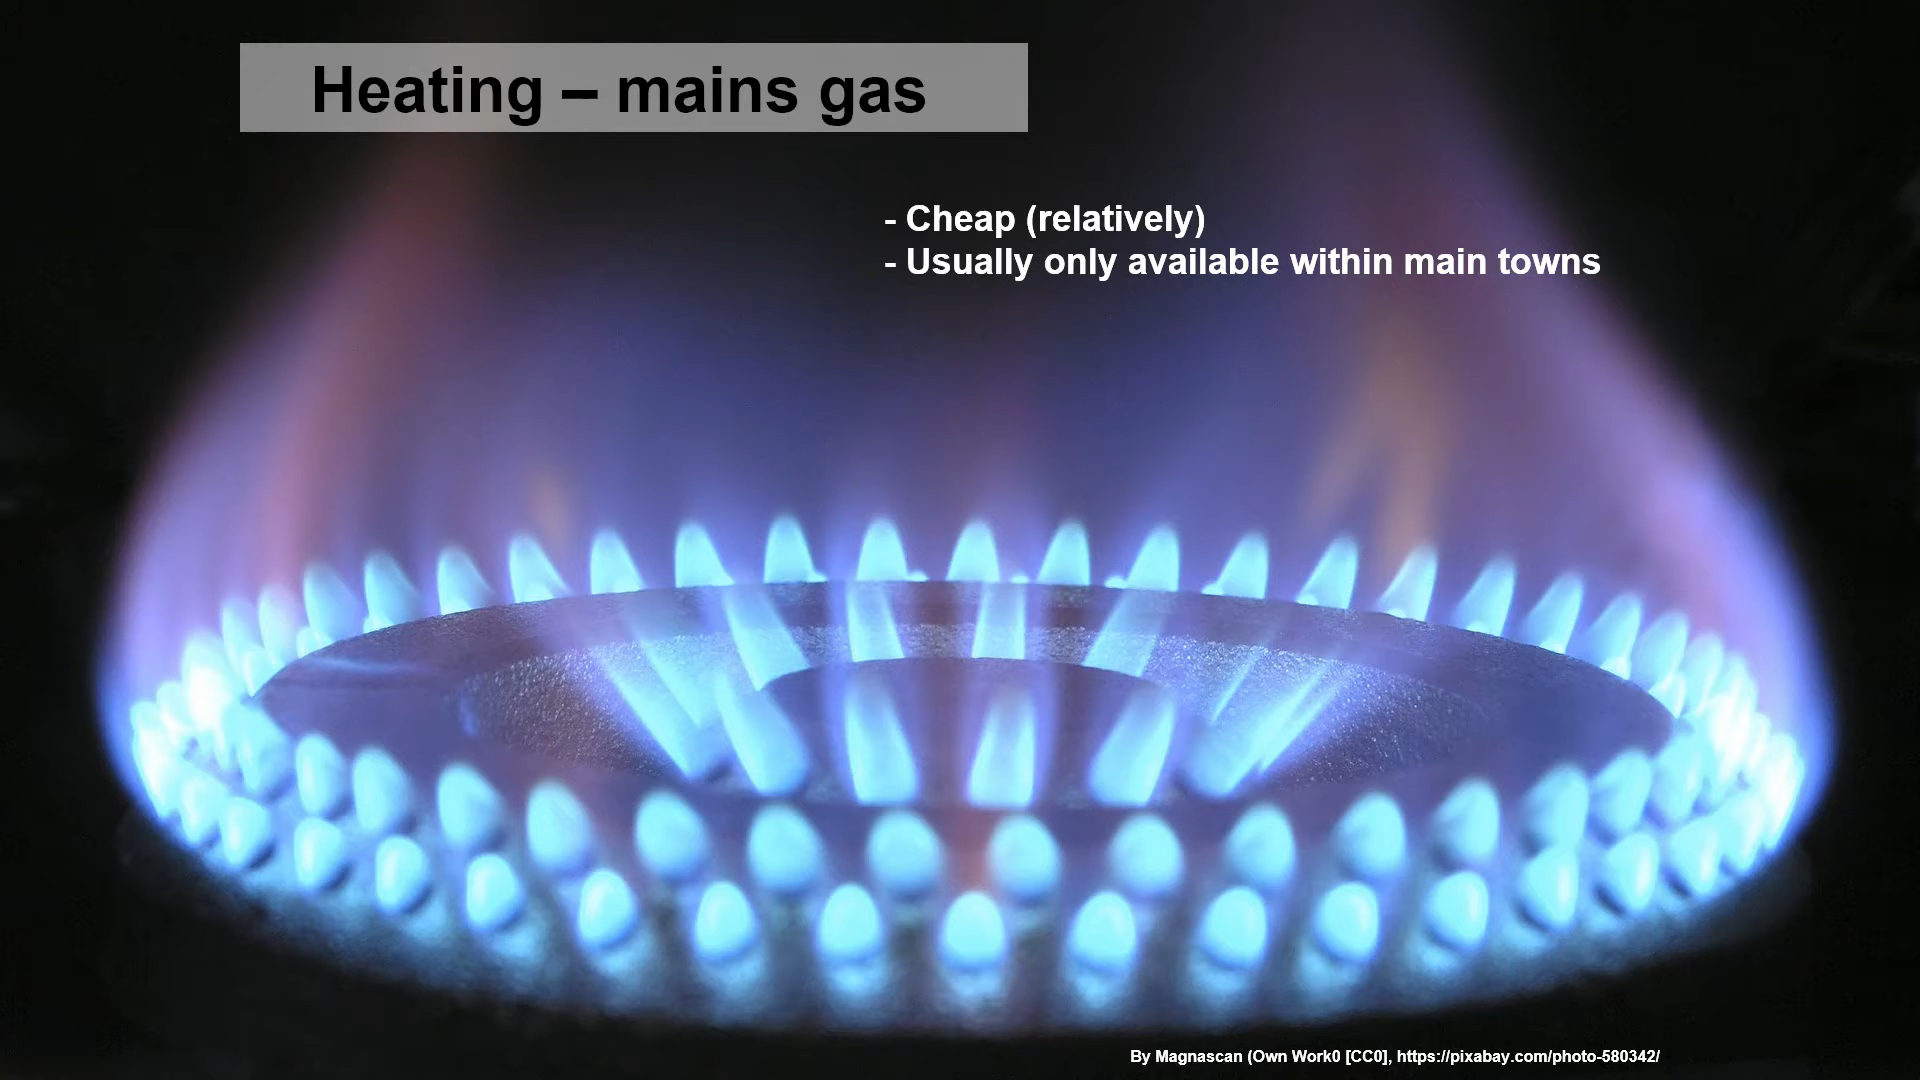 Heating – mains gas
- Cheap (relatively)
- Usually only available within main towns
By Magnascan (Own Work0 [CC0], https://pixabay.com/photo-580342/